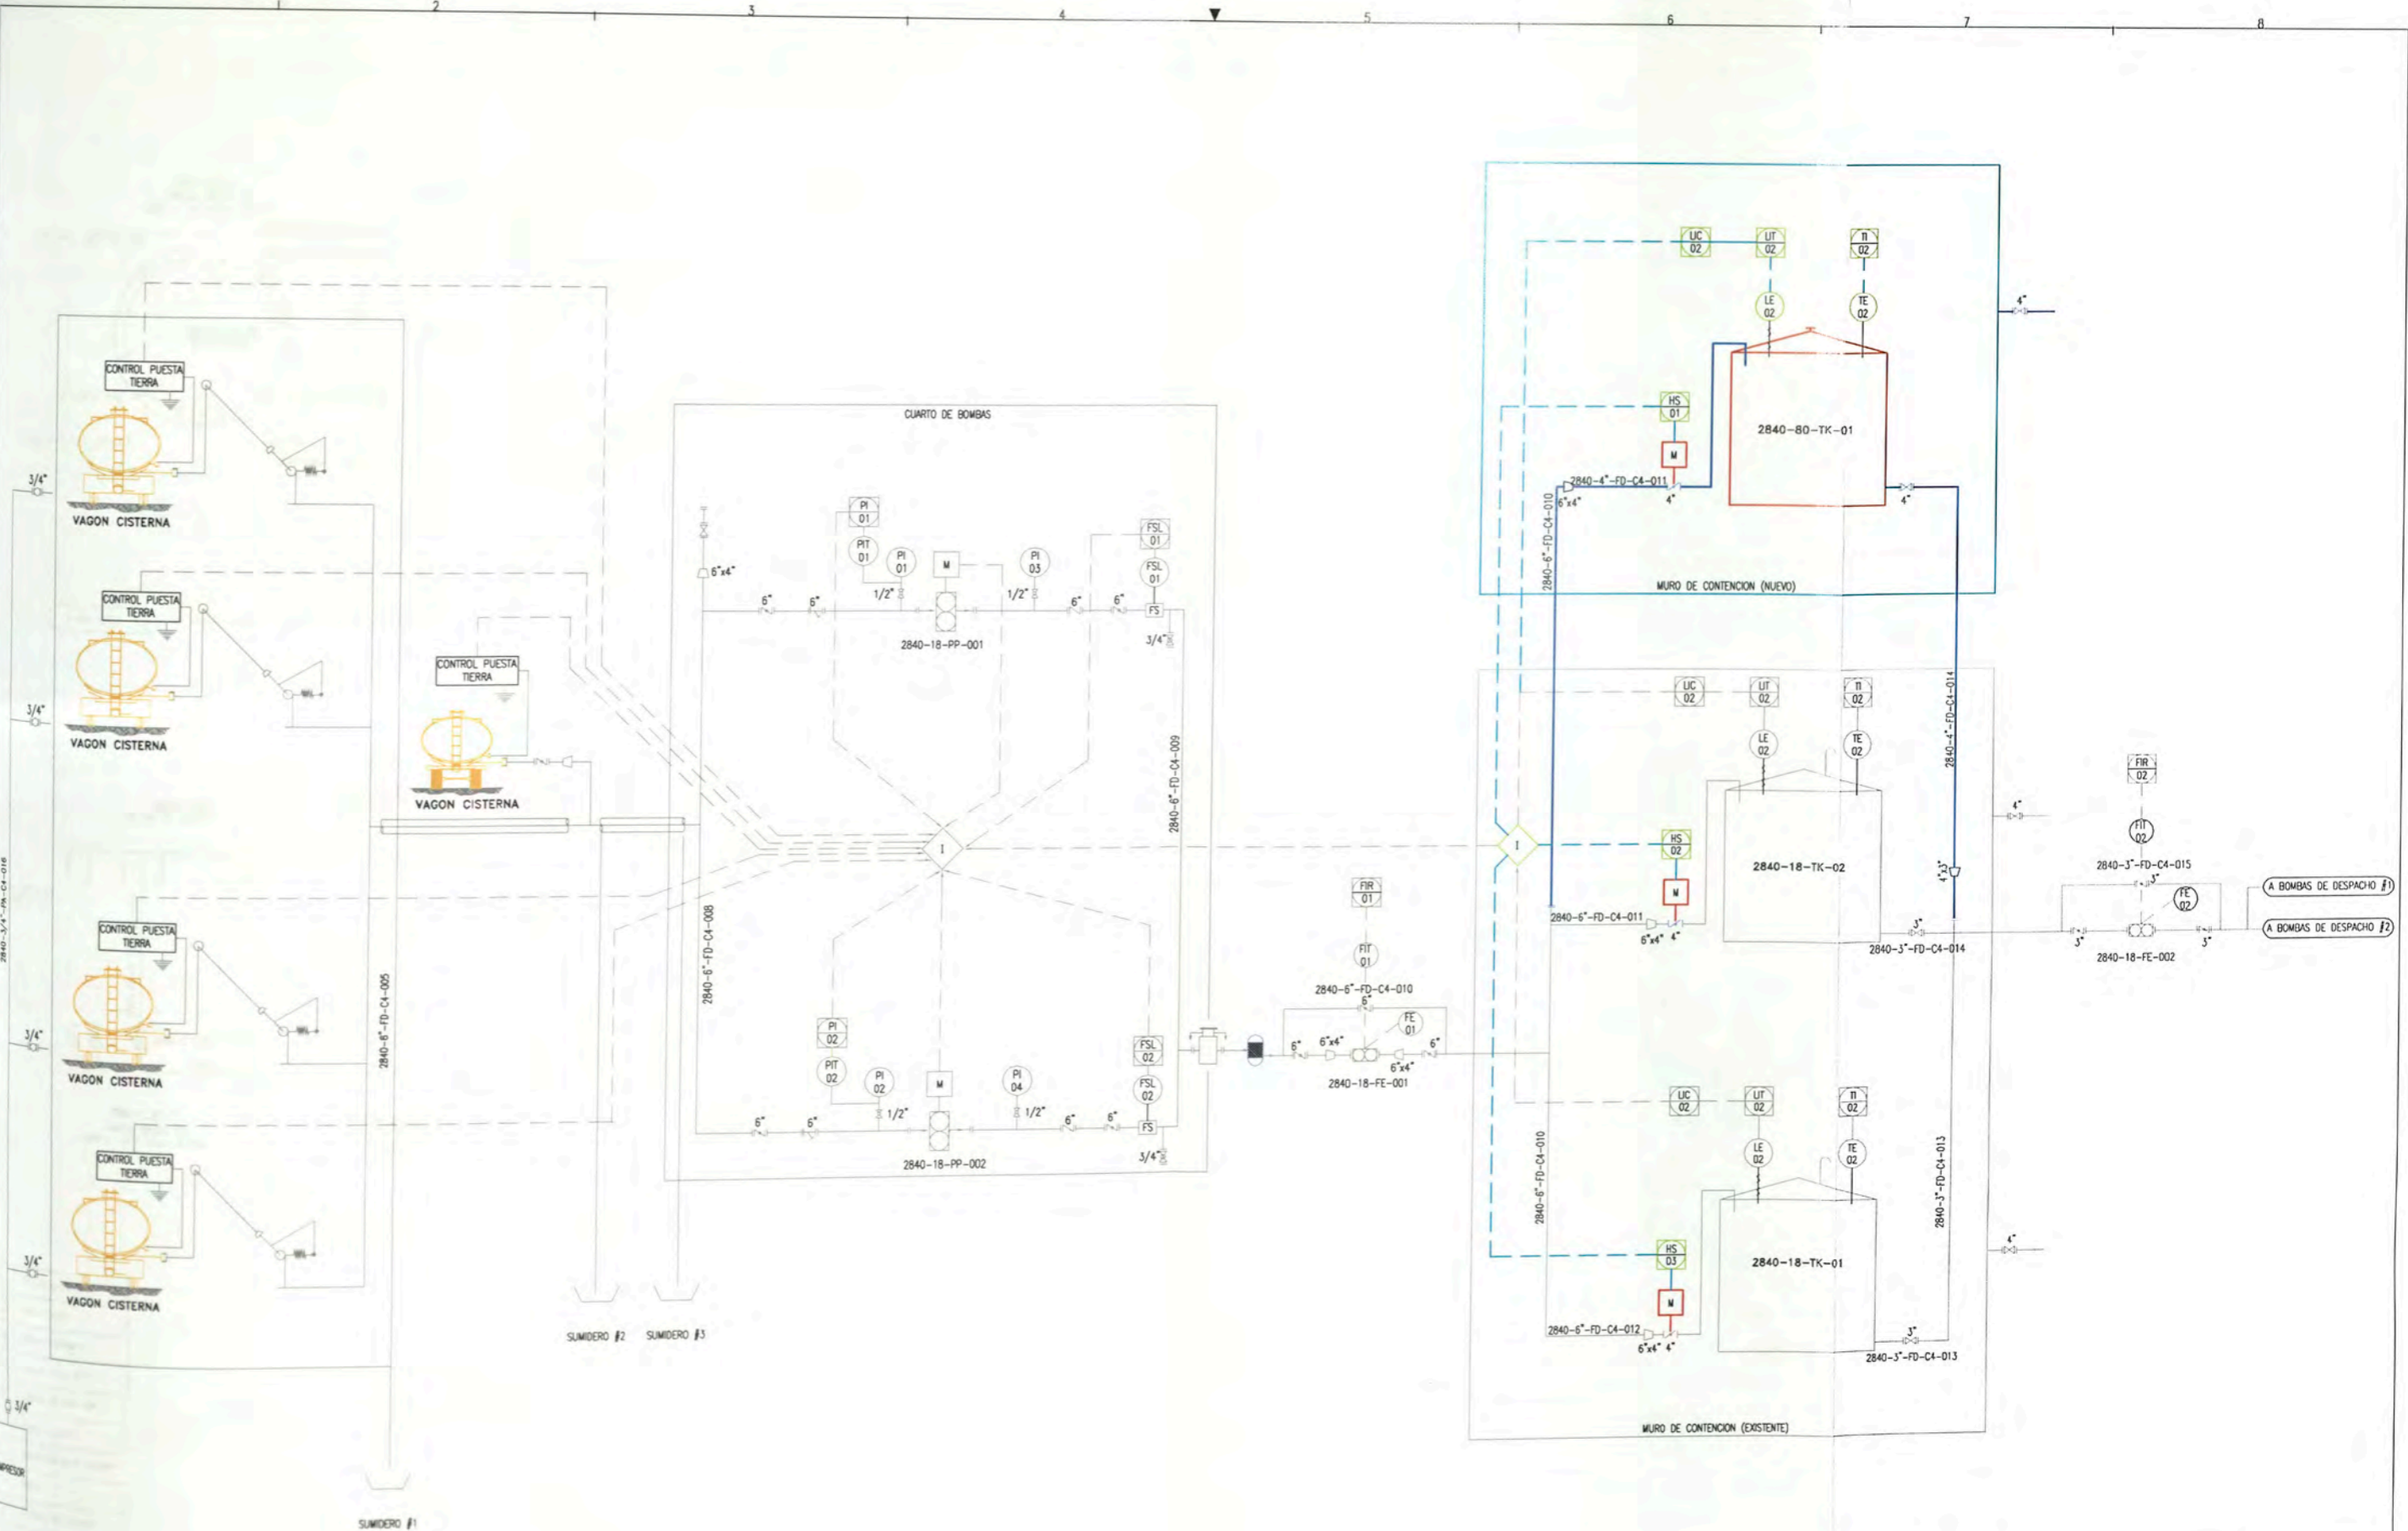 2
3
4
5
6
7
8
CONTROL PUESTA
TIERRA
VAGON CISTERNA
3/4"
CONTROL PUESTA
TIERRA
VAGON CISTERNA
3/4"
CONTROL PUESTA
TIERRA
VAGON CISTERNA
CONTROL PUESTA
TIERRA
VAGON CISTERNA
3/4"
CONTROL PUESTA
TIERRA
VAGON CISTERNA
3/4"
2840-3/4"-PA-C4-016
3/4"
2840-6"-FD-C4-005
SUMIDERO #1
SUMIDERO #2
SUMIDERO #3
CUARTO DE BOMBAS
6"x4"
2840-6"-FD-C4-008
6"
6"
PI
01
PIT
01
PI
01
1/2"
M
2840-18-PP-001
PI
03
1/2"
6"
6"
FSL
01
FSL
01
FS
3/4"
2840-6"-FD-C4-009
I
PI
02
PIT
02
PI
02
1/2"
6"
6"
M
2840-18-PP-002
PI
04
1/2"
6"
6"
FSL
02
FSL
02
FS
3/4"
FIR
01
FIT
01
2840-6"-FD-C4-010
6"
FE
01
6"
6"x4"
6"x4"
6"
2840-18-FE-001
LIC
02
LIT
02
TI
02
LE
02
TE
02
HS
01
M
2840-80-TK-01
2840-4"-FD-C4-011
6"x4"
4"
4"
4"
2840-6"-FD-C4-010
MURO DE CONTENCION (NUEVO)
LIC
02
LIT
02
TI
02
LE
02
TE
02
I
HS
02
M
2840-18-TK-02
2840-6"-FD-C4-011
6"x4"
4"
2840-4"-FD-C4-014
4"x3"
4"
3"
2840-3"-FD-C4-014
FIR
02
FIT
02
2840-3"-FD-C4-015
3"
FE
02
3"
3"
2840-18-FE-002
A BOMBAS DE DESPACHO #1
A BOMBAS DE DESPACHO #2
LIC
02
LIT
02
TI
02
LE
02
TE
02
2840-6"-FD-C4-010
HS
03
M
2840-18-TK-01
2840-6"-FD-C4-012
6"x4"
4"
2840-3"-FD-C4-013
4"
3"
2840-3"-FD-C4-013
MURO DE CONTENCION (EXISTENTE)